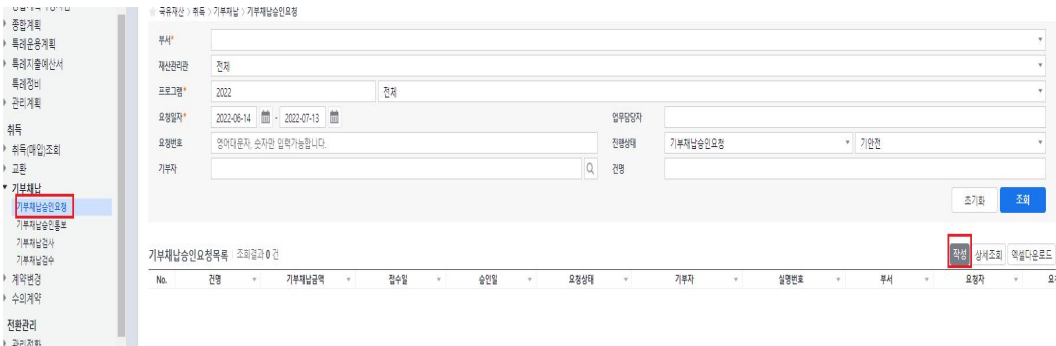 국유재산 > 취득 > 기부채납 > 기부채납승인요청
종합계획
특례운용계획
특례지출예산서
특례정비
관리계획
취득
취득(매입)조회
교환
기부채납
기부채납승인요청
기부채납승인통보
기부채납검사
기부채납검수
계약변경
수의계약
전환관리
관리전환
부서*
재산관리관 전체
프로그램* 2022 전체
요청일자* 2022-06-14 - 2022-07-13 업무담당자
요청번호 영어대문자, 숫자만 입력가능합니다. 진행상태 기부채납승인요청 기안전
기부자 건명
초기화 조회
기부채납승인요청목록 조회결과 0 건 작성 상세조회 엑셀다운로드
No. 건명 기부채납금액 접수일 승인일 요청상태 기부자 실명번호 부서 요청자